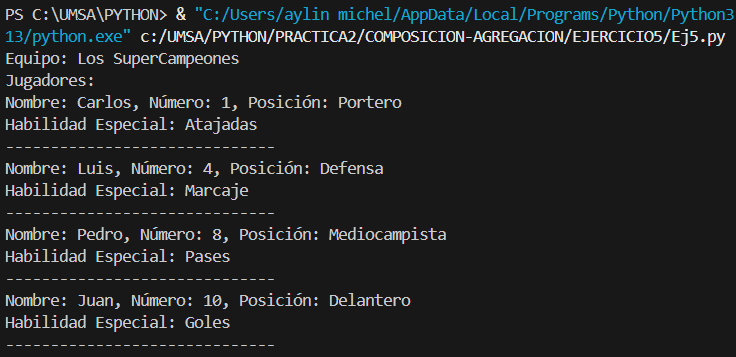 PS C:\UMSA\PYTHON> & "C:/Users/aylin michel/AppData/Local/Programs/Python/Python3
13/python.exe" c:/UMSA/PYTHON/PRACTICA2/COMPOSICION-AGREGACION/EJERCICIO5/Ej5.py
Equipo: Los SuperCampeones
Jugadores:
Nombre: Carlos, Número: 1, Posición: Portero
Habilidad Especial: Atajadas
------------------------------
Nombre: Luis, Número: 4, Posición: Defensa
Habilidad Especial: Marcaje
------------------------------
Nombre: Pedro, Número: 8, Posición: Mediocampista
Habilidad Especial: Pases
------------------------------
Nombre: Juan, Número: 10, Posición: Delantero
Habilidad Especial: Goles
------------------------------